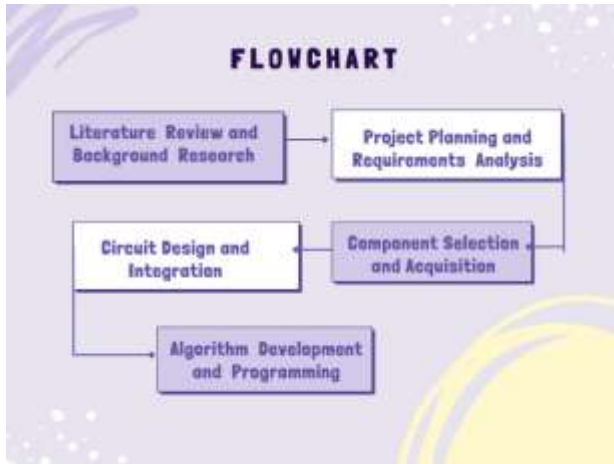 FLOWCHART
Literature Review and
Background Research
Project Planning and
Requirements Analysis
Component Selection
and Acquisition
Circuit Design and
Integration
Algorithm Development
and Programming